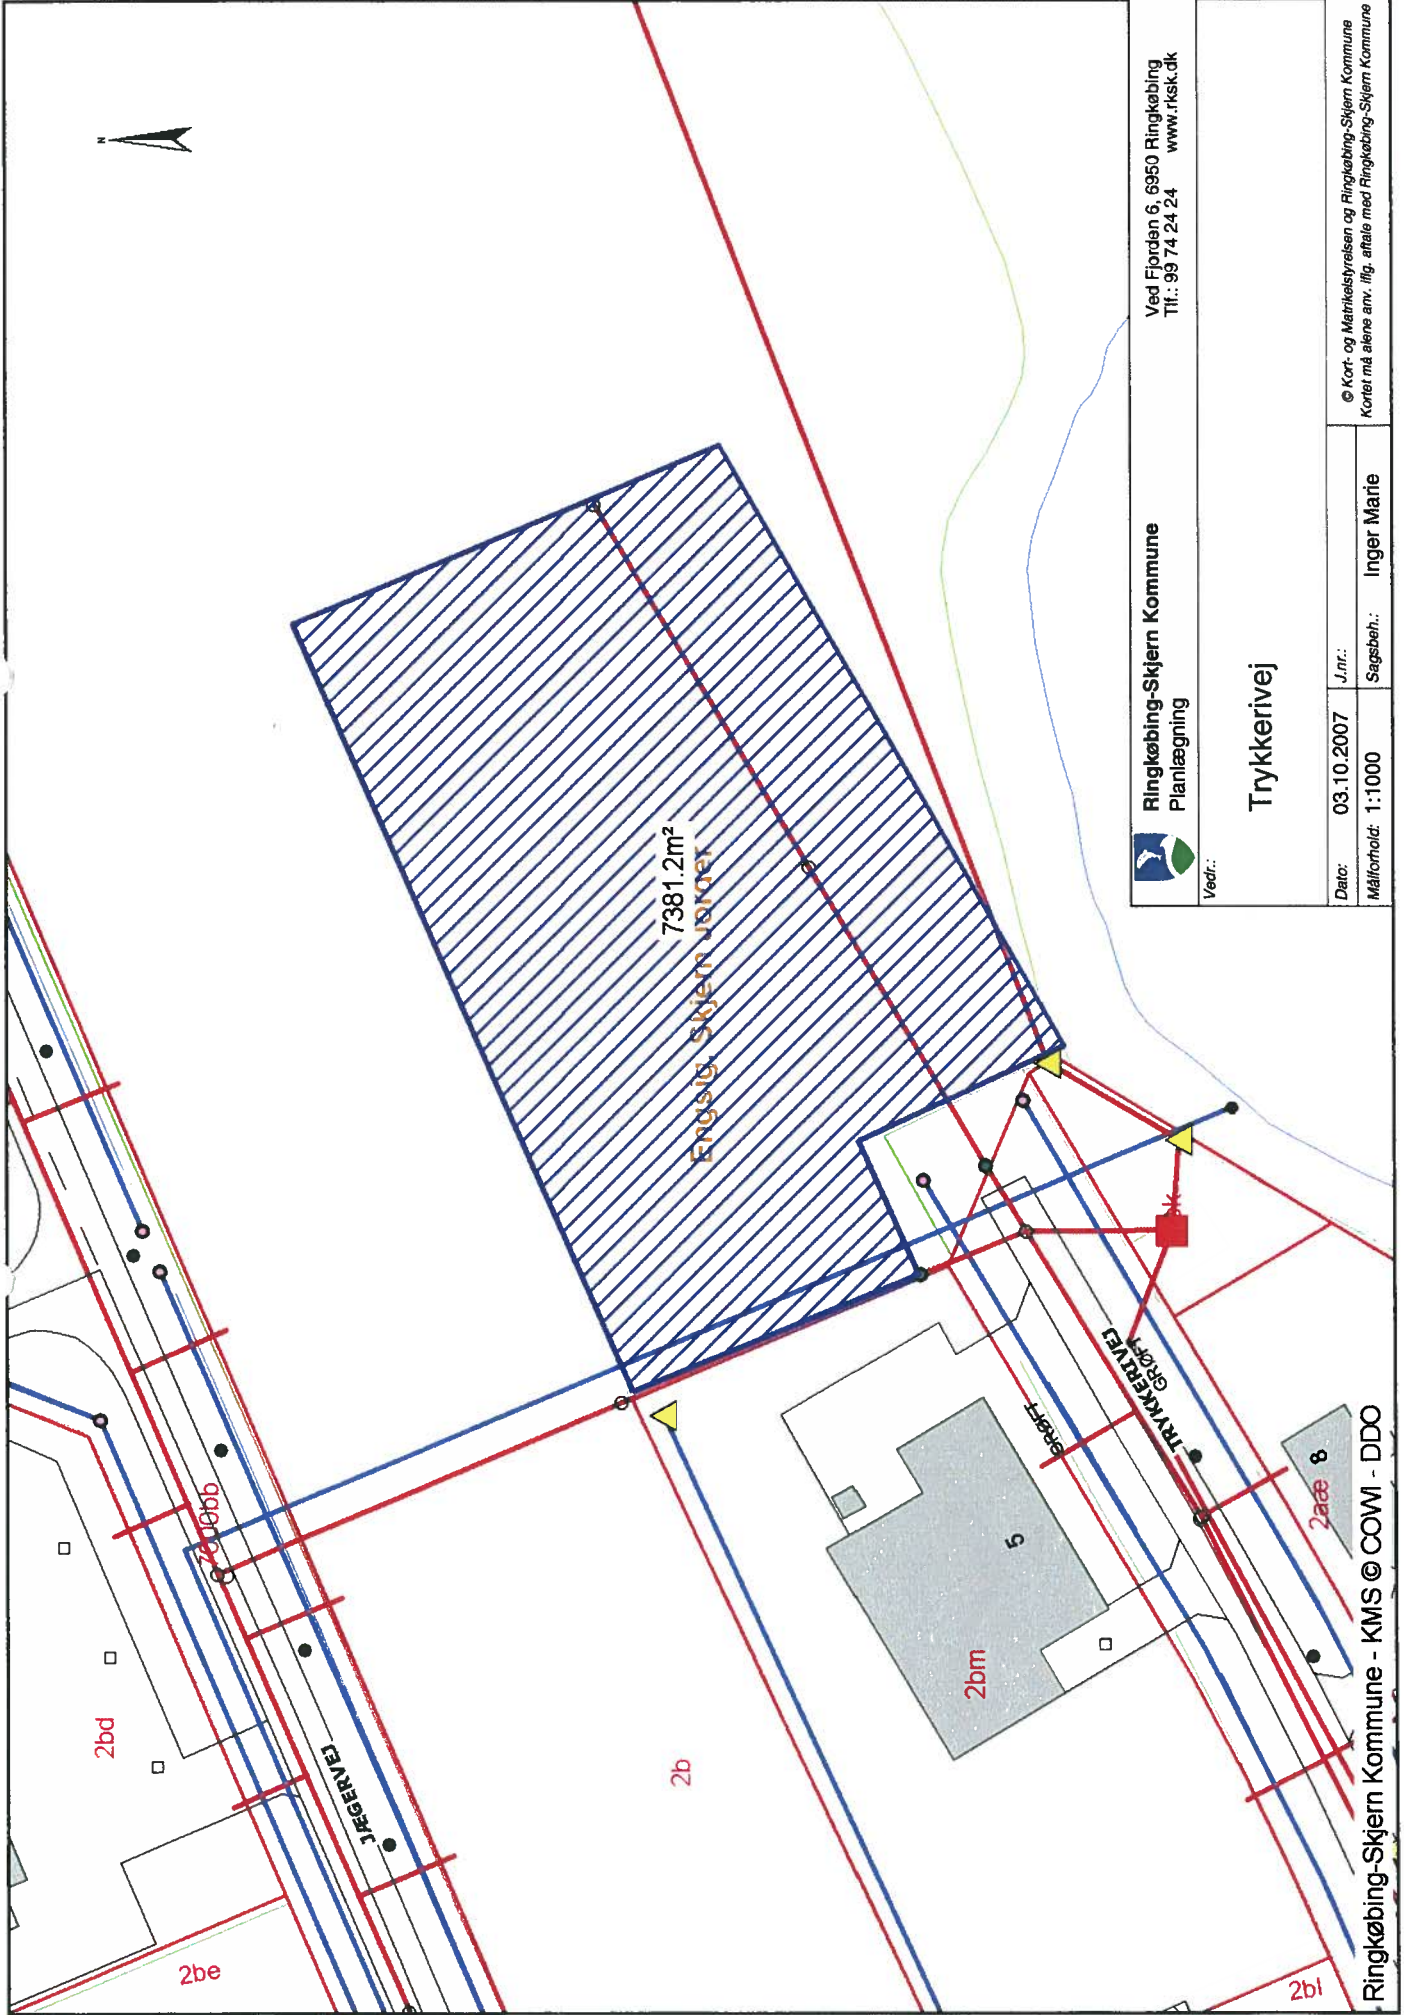 N
7000bb
2bd
JÆGERVEJ
2be
7381.2m²
Engsig, Skjern Jorder
2b
2bm
5
GRØFT
TRYKKERIVEJ
GRØFT
sk
2aæ
8
2bl
Ringkøbing-Skjern Kommune
Planlægning
Ved Fjorden 6, 6950 Ringkøbing
Tlf.: 99 74 24 24 www.rksk.dk
Vedr.:
Trykkerivej
Dato: 03.10.2007
J.nr.:
Målforhold: 1:1000
Sagsbeh.: Inger Marie
© Kort- og Matrikelstyrelsen og Ringkøbing-Skjern Kommune
Kortet må alene anv. iflg. aftale med Ringkøbing-Skjern Kommune
Ringkøbing-Skjern Kommune - KMS © COWI - DDO